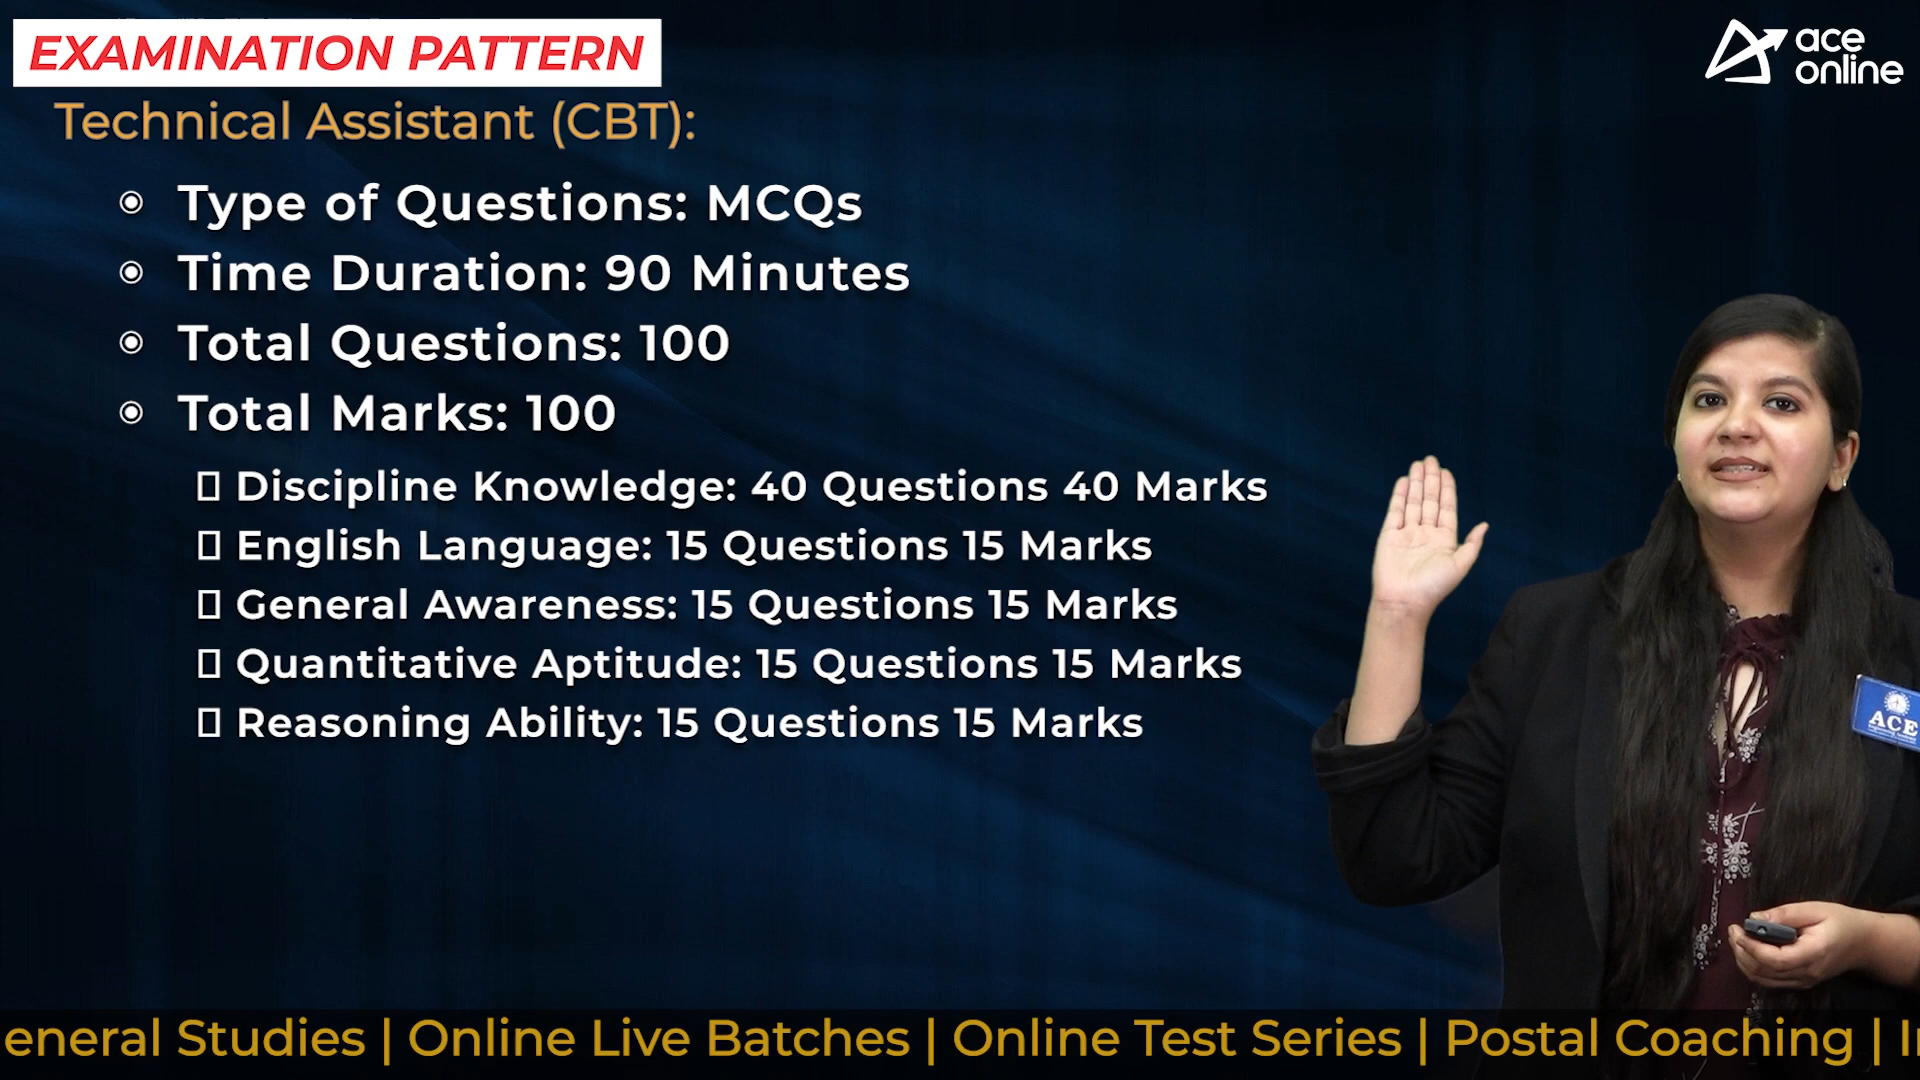 EXAMINATION PATTERN
ace
online
Technical Assistant (CBT):
Type of Questions: MCQs
Time Duration: 90 Minutes
Total Questions: 100
Total Marks: 100
Discipline Knowledge: 40 Questions 40 Marks
English Language: 15 Questions 15 Marks
General Awareness: 15 Questions 15 Marks
Quantitative Aptitude: 15 Questions 15 Marks
Reasoning Ability: 15 Questions 15 Marks
ACE
eneral Studies | Online Live Batches | Online Test Series | Postal Coaching |